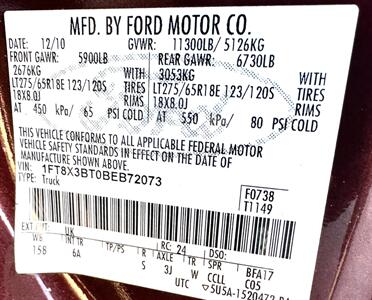 MFD. BY FORD MOTOR CO.
DATE: 12/10 GVWR: 11300LB/ 5126KG
FRONT GAWR: 5900LB REAR GAWR: 6730LB
2676KG WITH 3053KG WITH
LT275/65R18E 123/120S TIRES LT275/65R18E 123/120S TIRES
18X8.0J RIMS 18X8.0J RIMS
AT 450 kPa/ 65 PSI COLD AT 550 kPa/ 80 PSI COLD
THIS VEHICLE CONFORMS TO ALL APPLICABLE FEDERAL MOTOR
VEHICLE SAFETY STANDARDS IN EFFECT ON THE DATE OF
VIN: 1FT8X3BT0BEB72073
TYPE: Truck
F0738
T1149
EXT PNT: UK RC: 24 DSO:
WB INT TR TP/PS R AXLE TR SPR BFA17
158 6A S 3J W CCLL C05
UTC